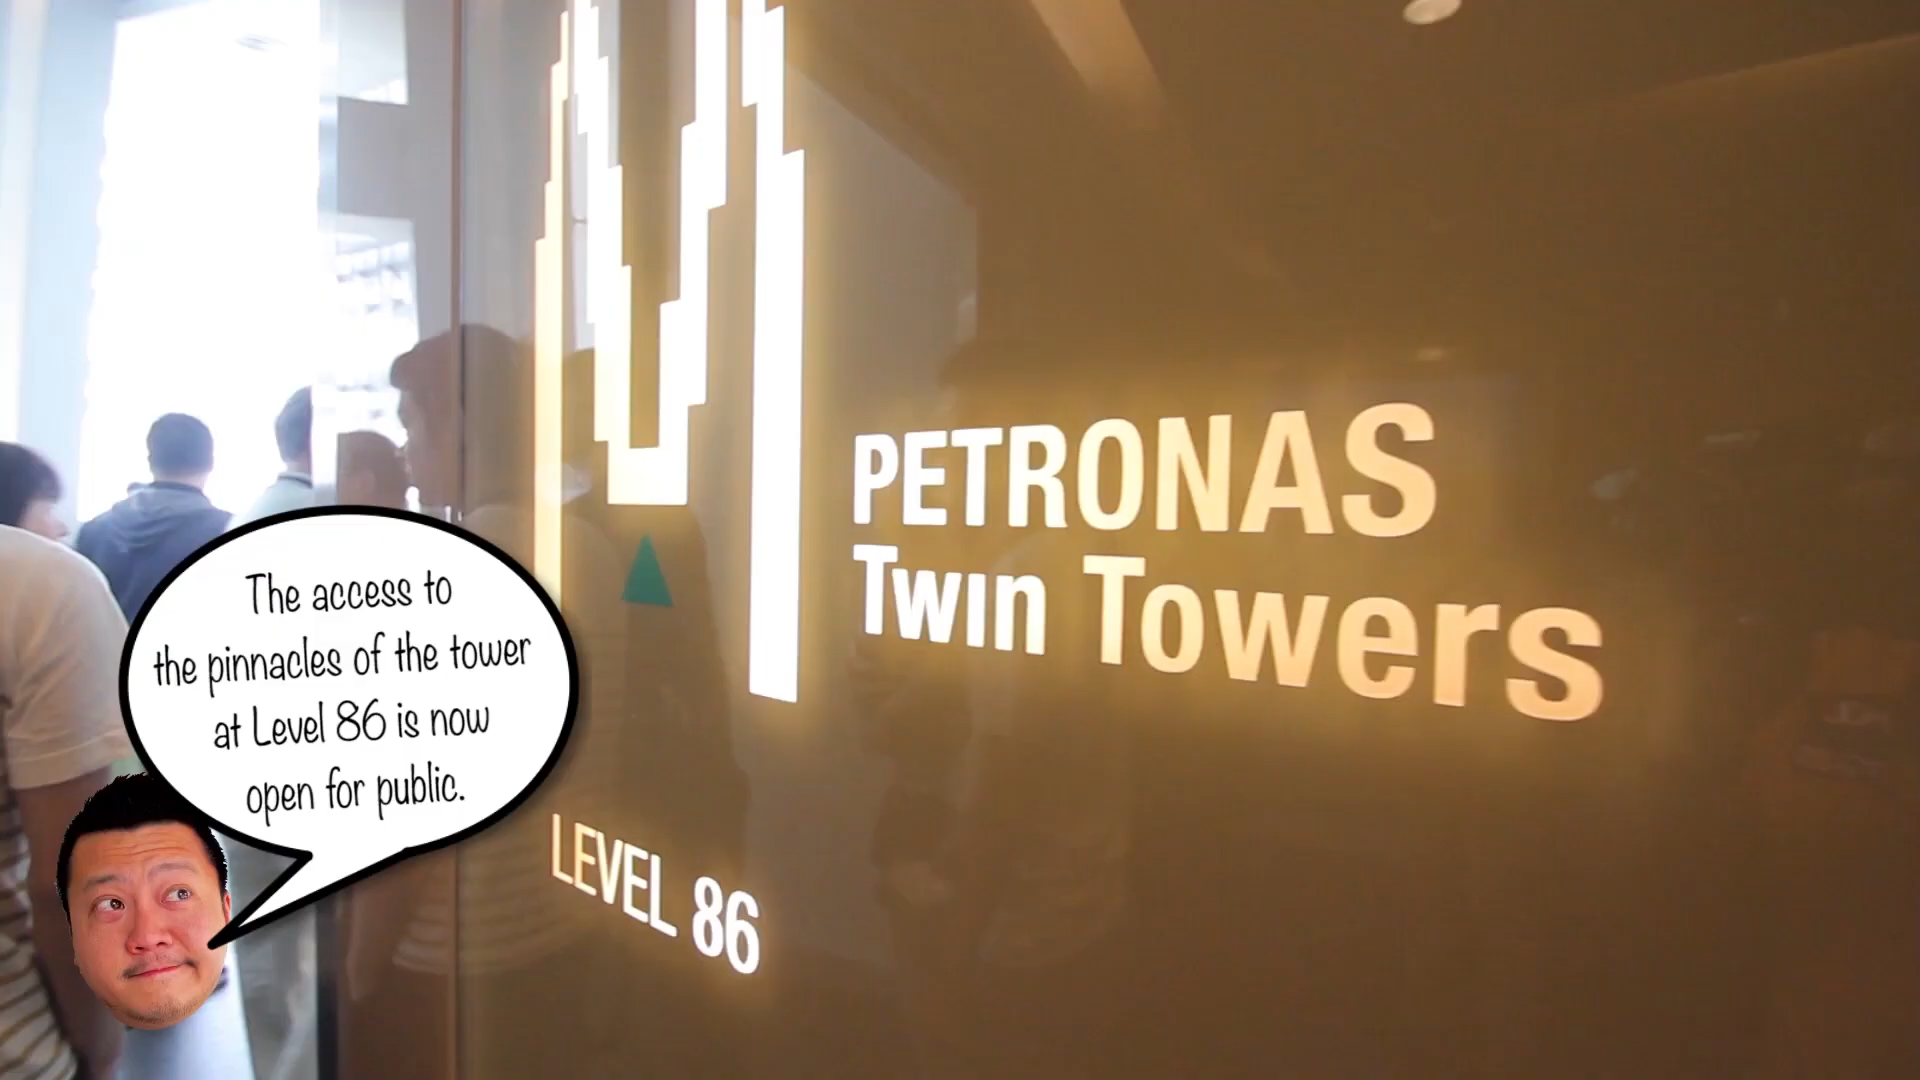 PETRONAS
Twin Towers
The access to
the pinnacles of the tower
at Level 86 is now
open for public.
LEVEL 86